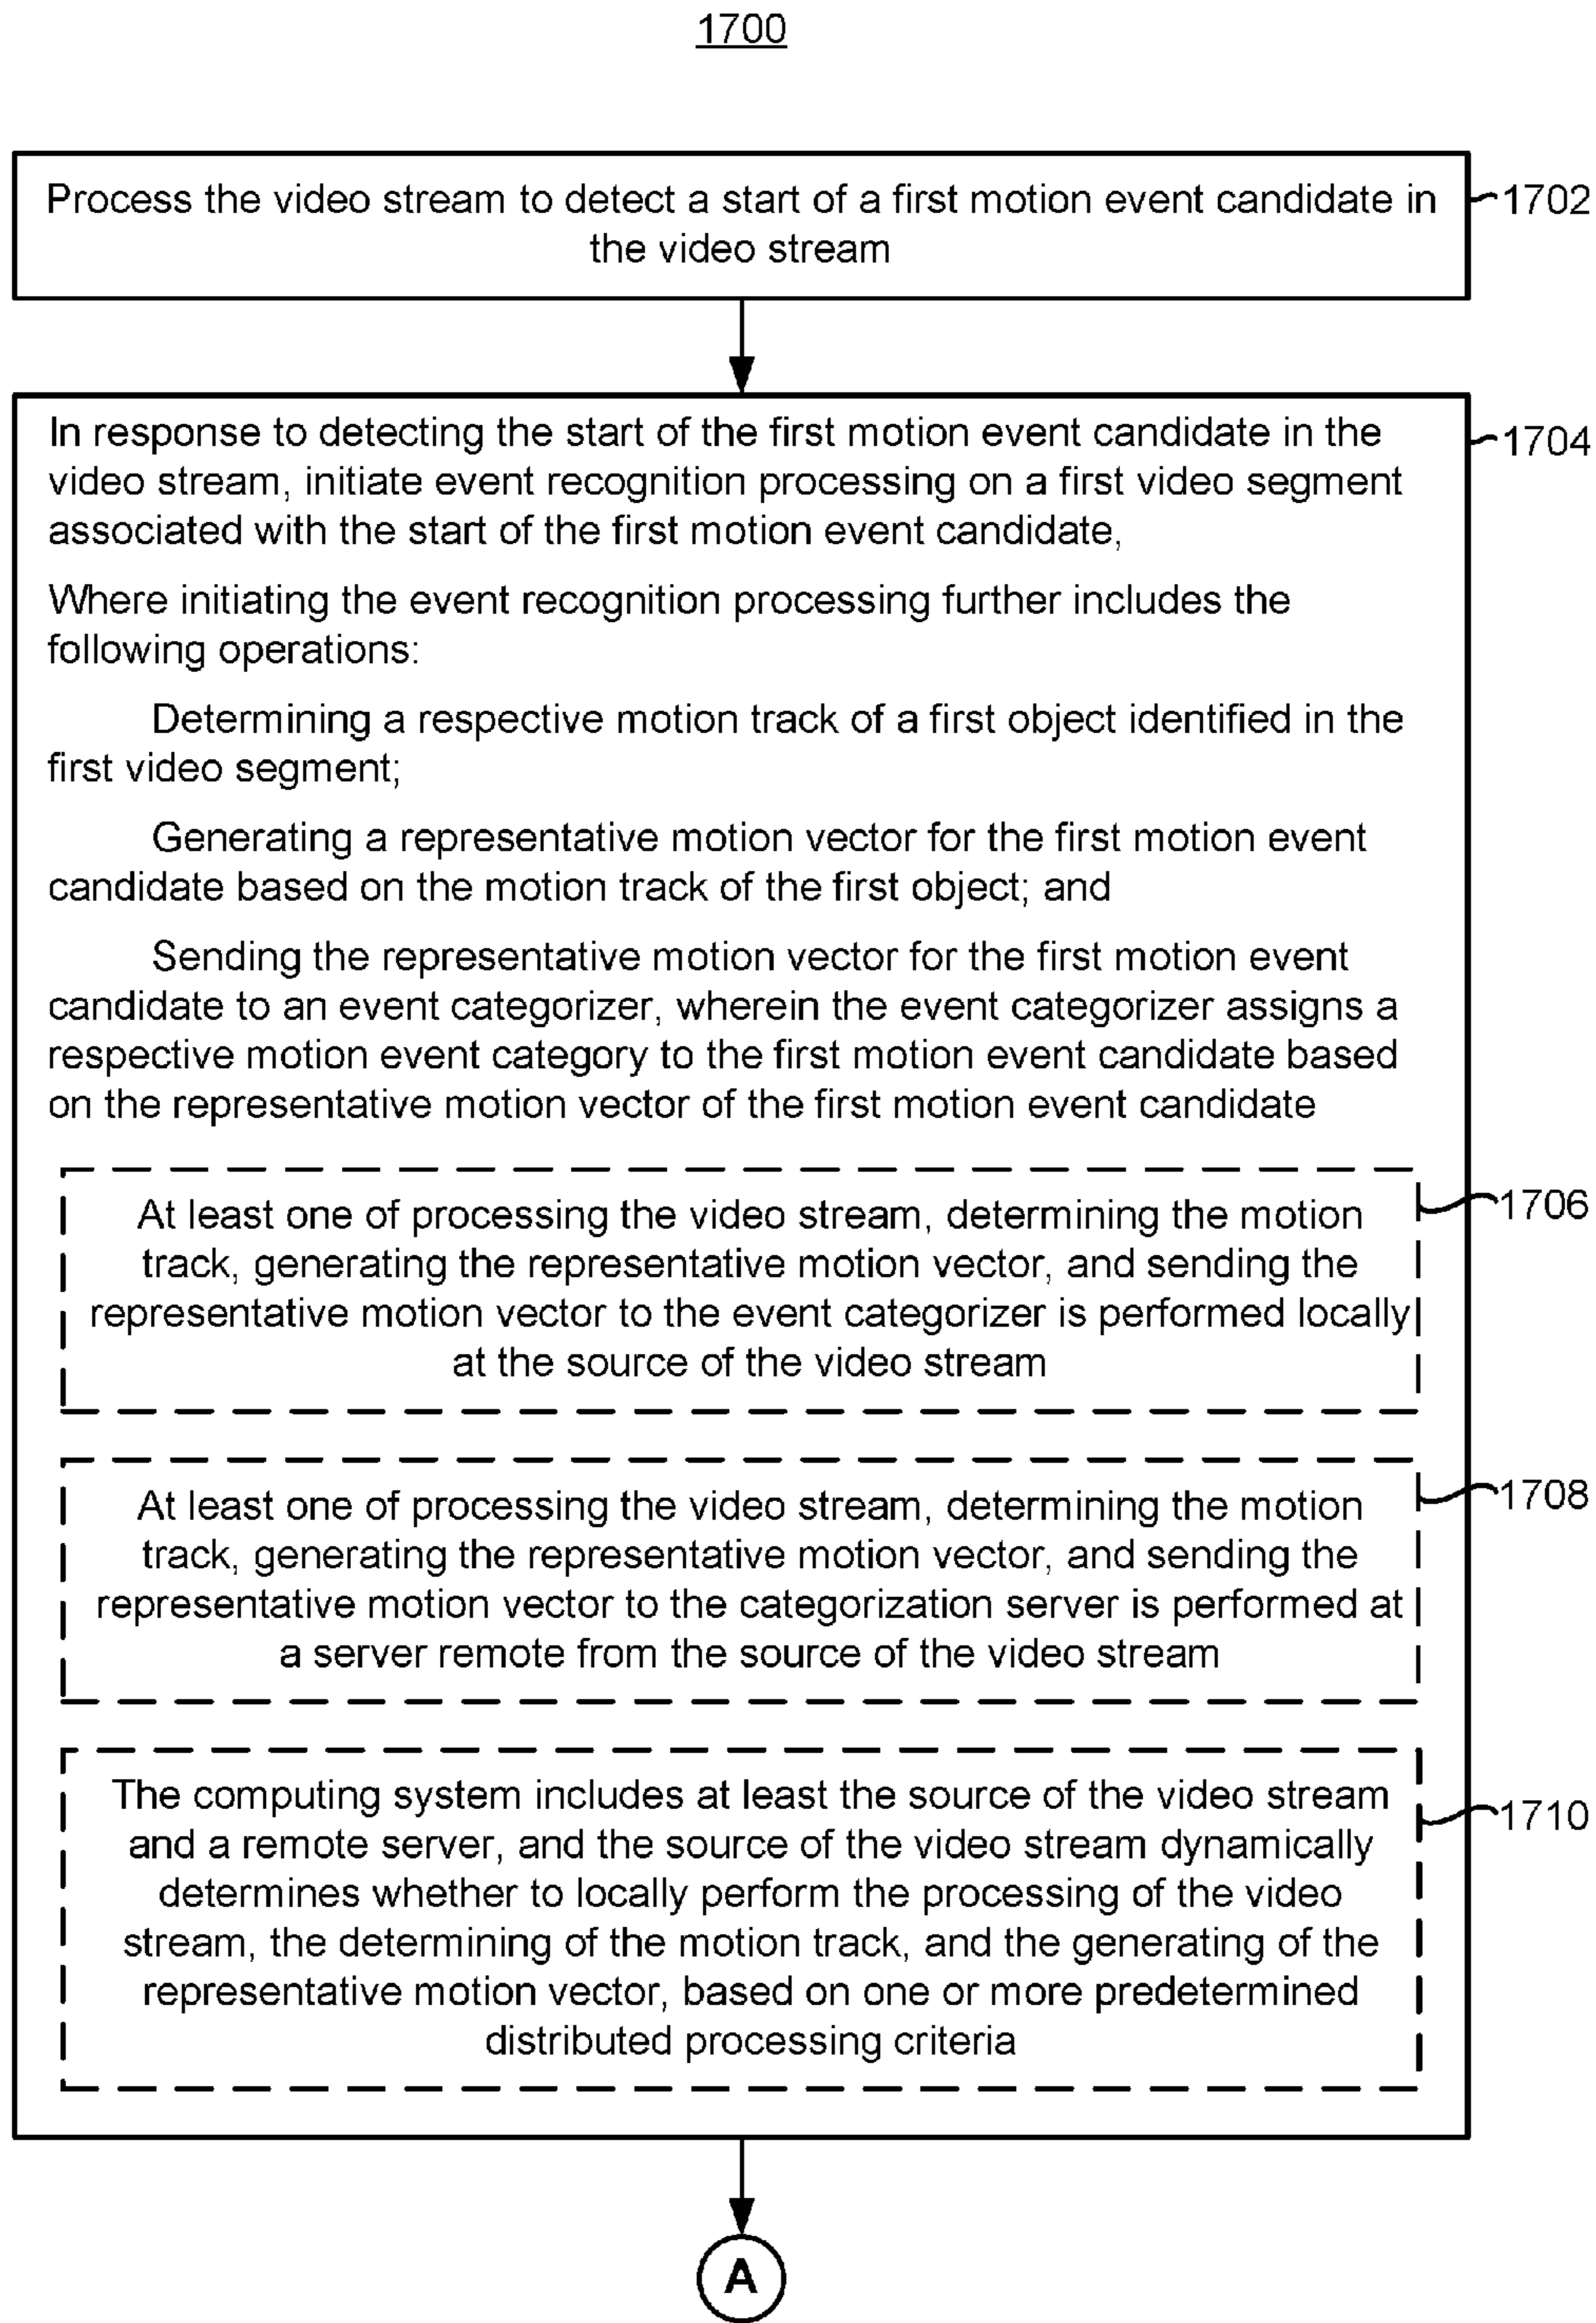 1700
Process the video stream to detect a start of a first motion event candidate in
the video stream
1702
In response to detecting the start of the first motion event candidate in the
video stream, initiate event recognition processing on a first video segment
associated with the start of the first motion event candidate,
1704
Where initiating the event recognition processing further includes the
following operations:
Determining a respective motion track of a first object identified in the
first video segment;
Generating a representative motion vector for the first motion event
candidate based on the motion track of the first object; and
Sending the representative motion vector for the first motion event
candidate to an event categorizer, wherein the event categorizer assigns a
respective motion event category to the first motion event candidate based
on the representative motion vector of the first motion event candidate
At least one of processing the video stream, determining the motion
track, generating the representative motion vector, and sending the
representative motion vector to the event categorizer is performed locally
at the source of the video stream
1706
At least one of processing the video stream, determining the motion
track, generating the representative motion vector, and sending the
representative motion vector to the categorization server is performed at
a server remote from the source of the video stream
1708
The computing system includes at least the source of the video stream
and a remote server, and the source of the video stream dynamically
determines whether to locally perform the processing of the video
stream, the determining of the motion track, and the generating of the
representative motion vector, based on one or more predetermined
distributed processing criteria
1710
A